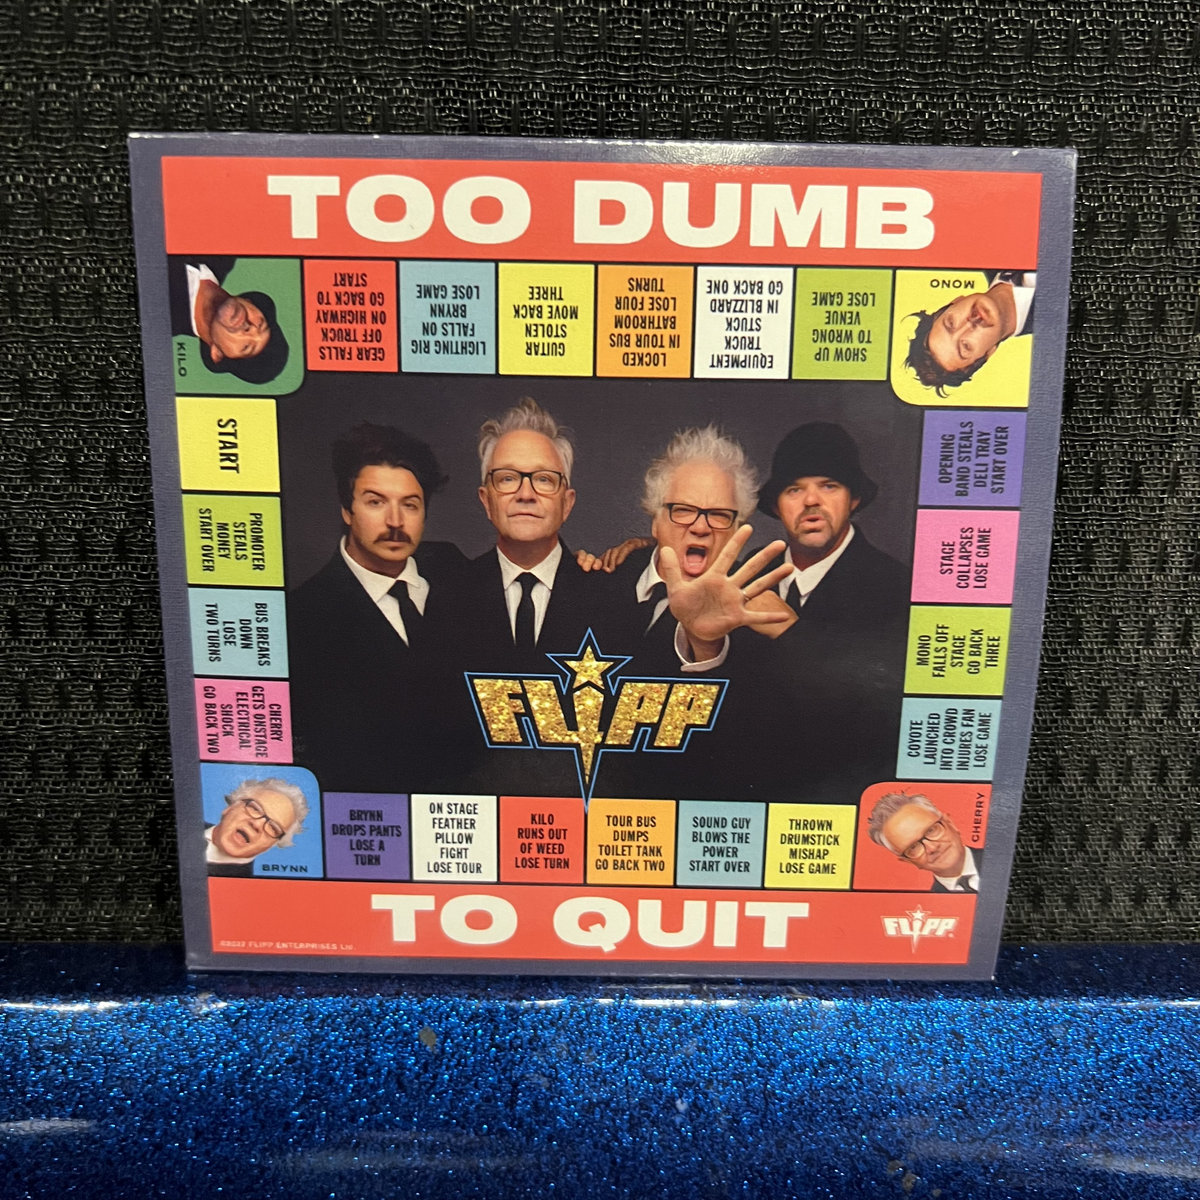 TOO DUMB
KILO
GEAR FALLS
OFF TRUCK
ON HIGHWAY
GO BACK TO
START
LIGHTING RIG
FALLS ON
BRYNN
LOSE GAME
GUITAR
STOLEN
MOVE BACK
THREE
LOCKED
IN TOUR BUS
BATHROOM
LOSE FOUR
TURNS
EQUIPMENT
TRUCK
STUCK
IN BLIZZARD
GO BACK ONE
SHOW UP
TO WRONG
VENUE
LOSE GAME
MONO
START
PROMOTER
STEALS
MONEY
START OVER
BUS BREAKS
DOWN
LOSE
TWO TURNS
CHERRY
GETS ONSTAGE
ELECTRICAL
SHOCK
GO BACK TWO
OPENING
BAND STEALS
DELI TRAY
START OVER
STAGE
COLLAPSES
LOSE GAME
MONO
FALLS OFF
STAGE
GO BACK
THREE
COYOTE
LAUNCHED
INTO CROWD
INJURES FAN
LOSE GAME
FLIPP
BRYNN
BRYNN
DROPS PANTS
LOSE A
TURN
ON STAGE
FEATHER
PILLOW
FIGHT
LOSE TOUR
KILO
RUNS OUT
OF WEED
LOSE TURN
TOUR BUS
DUMPS
TOILET TANK
GO BACK TWO
SOUND GUY
BLOWS THE
POWER
START OVER
THROWN
DRUMSTICK
MISHAP
LOSE GAME
CHERRY
TO QUIT
©2022 FLIPP ENTERPRISES Ltd.
FLIPP